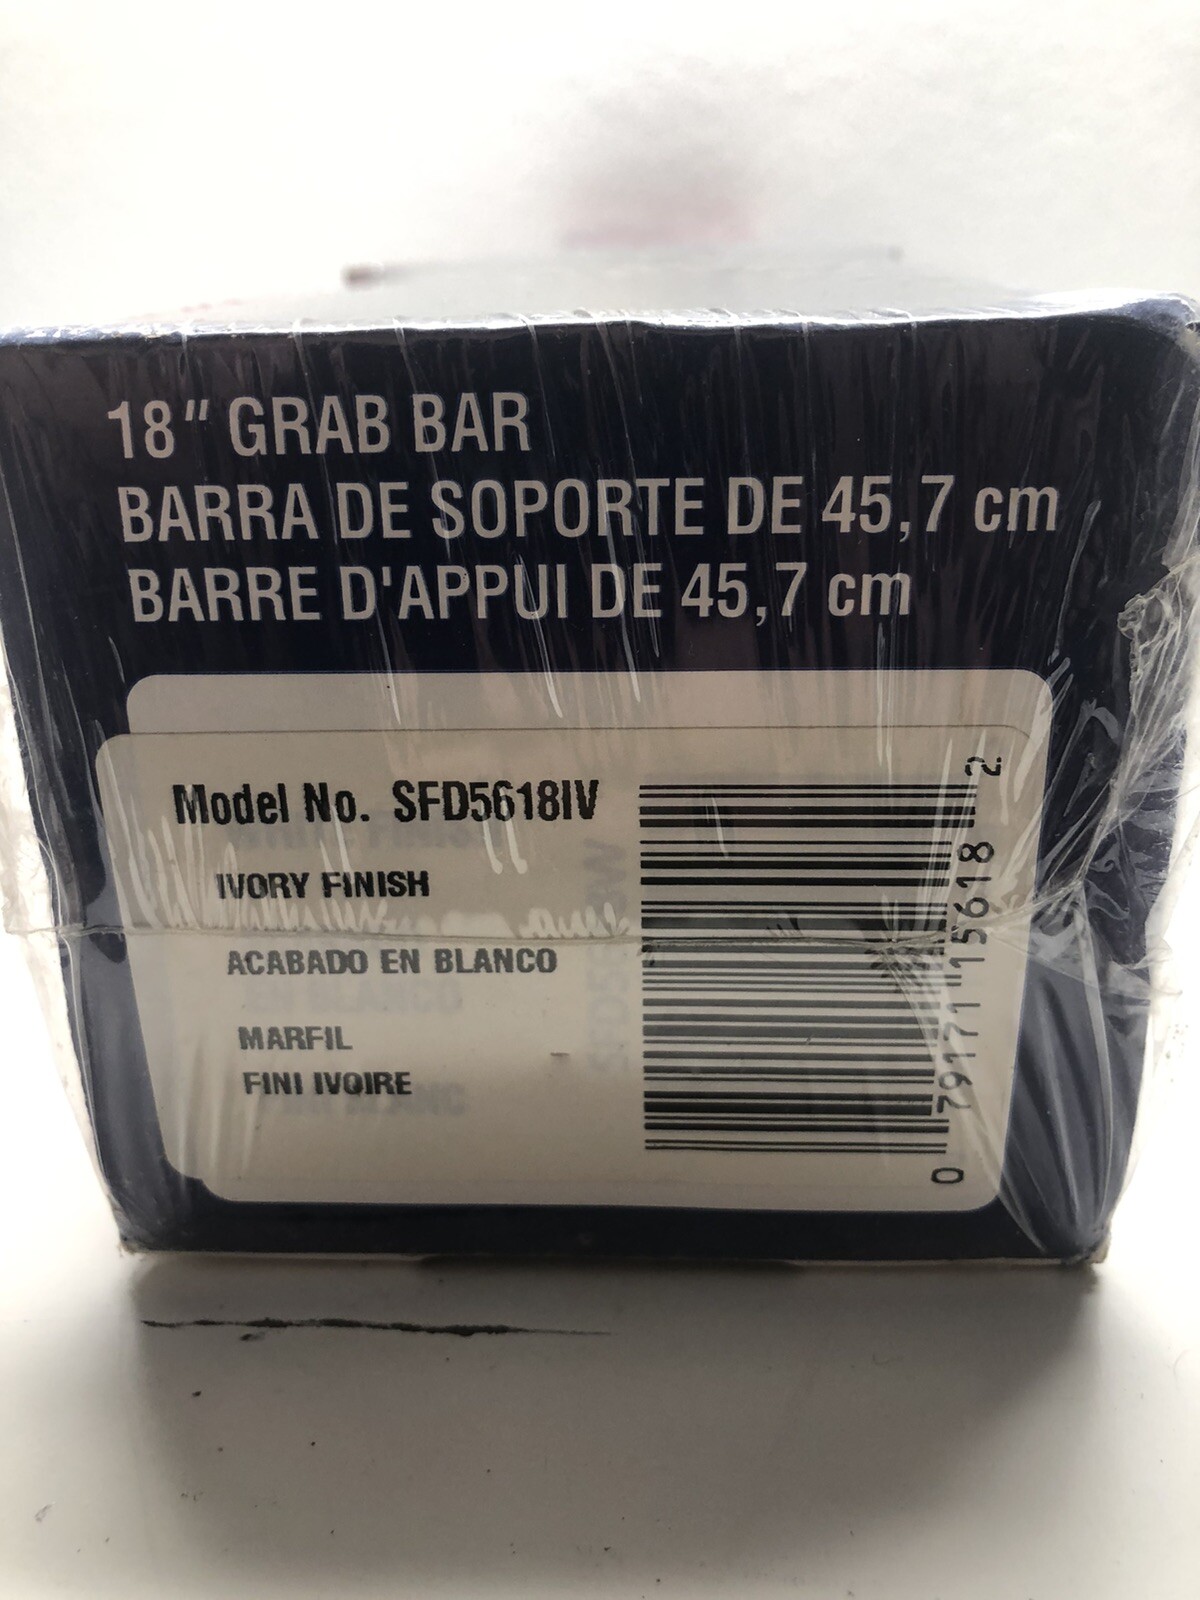 18" GRAB BAR
BARRA DE SOPORTE DE 45,7 cm
BARRE D'APPUI DE 45,7 cm
Model No. SFD5618IV
IVORY FINISH
ACABADO EN BLANCO
MARFIL
FINI IVOIRE
0 79171 15618 2